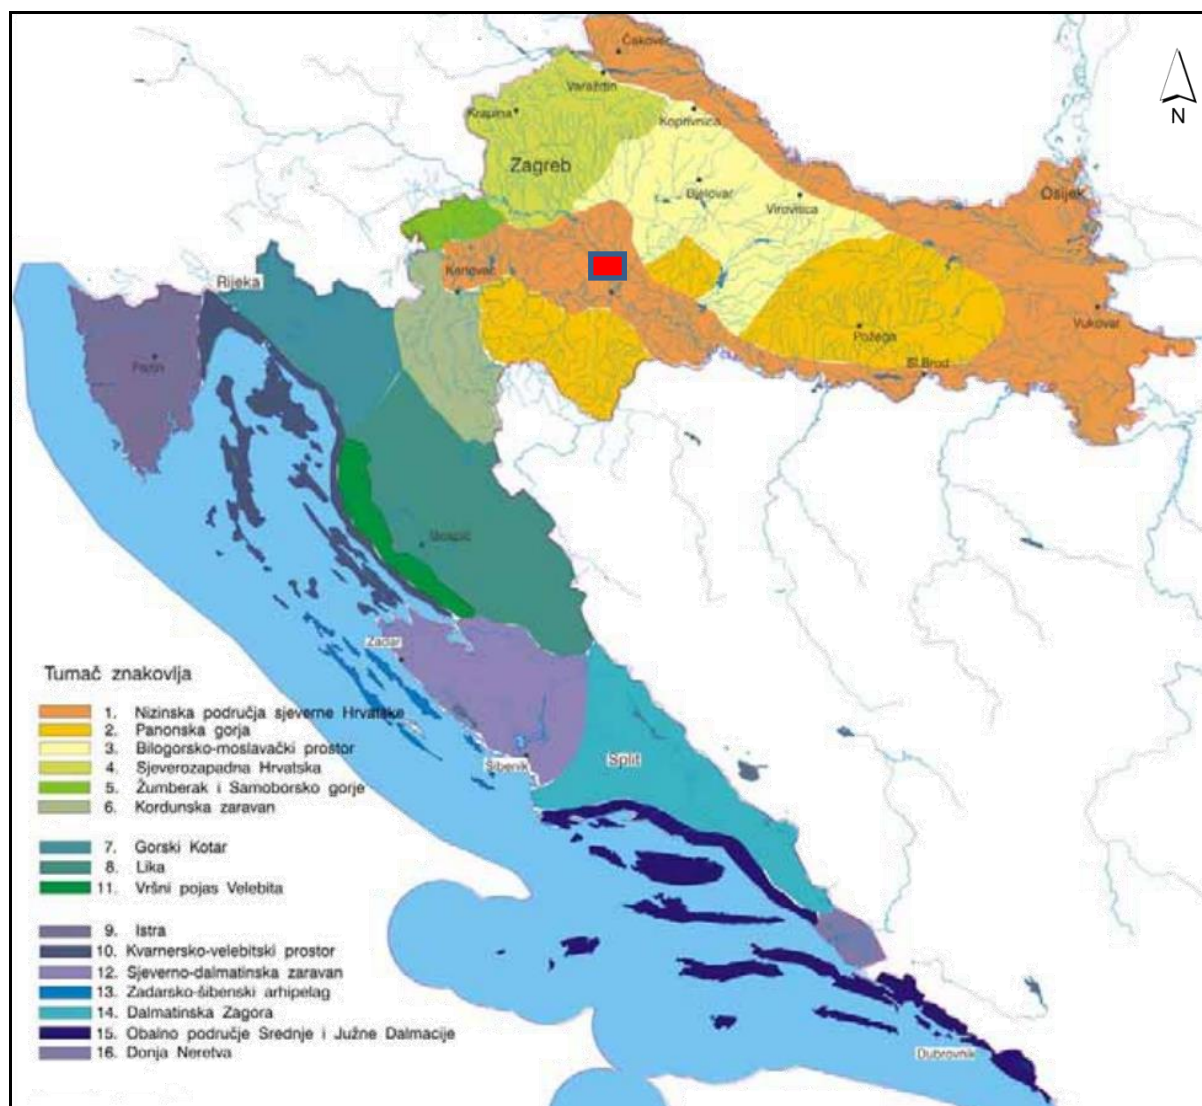 Čakovec
N
Varaždin
Krapina
Koprivnica
Zagreb
Bjelovar
Osijek
Virovitica
Karlovac
Rijeka
Vukovar
Požega
Sl.Brod
Pazin
Gospić
Zadar
Split
Šibenik
Dubrovnik
Tumač znakovlja
1. Nizinska područja sjeverne Hrvatske
2. Panonska gorja
3. Bilogorsko-moslavački prostor
4. Sjeverozapadna Hrvatska
5. Žumberak i Samoborsko gorje
6. Kordunska zaravan
7. Gorski Kotar
8. Lika
11. Vršni pojas Velebita
9. Istra
10. Kvarnersko-velebitski prostor
12. Sjeverno-dalmatinska zaravan
13. Zadarsko-šibenski arhipelag
14. Dalmatinska Zagora
15. Obalno područje Srednje i Južne Dalmacije
16. Donja Neretva